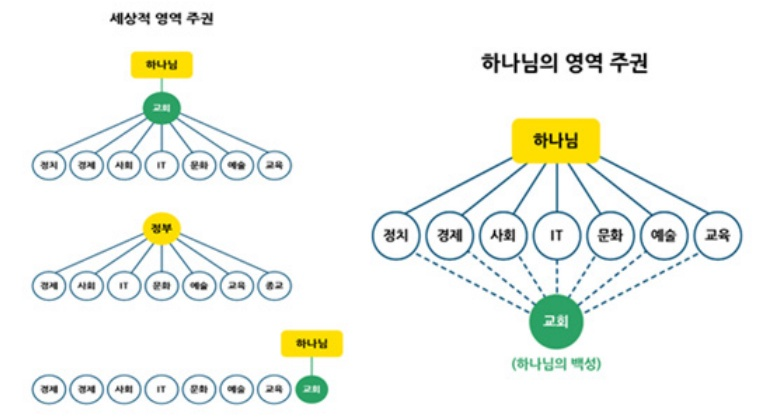 세상적 영역 주권
하나님
교회
정치 경제 사회 IT 문화 예술 교육
정부
경제 사회 IT 문화 예술 교육 종교
하나님
경제 경제 사회 IT 문화 예술 교육 교회
하나님의 영역 주권
하나님
정치 경제 사회 IT 문화 예술 교육
교회
(하나님의 백성)